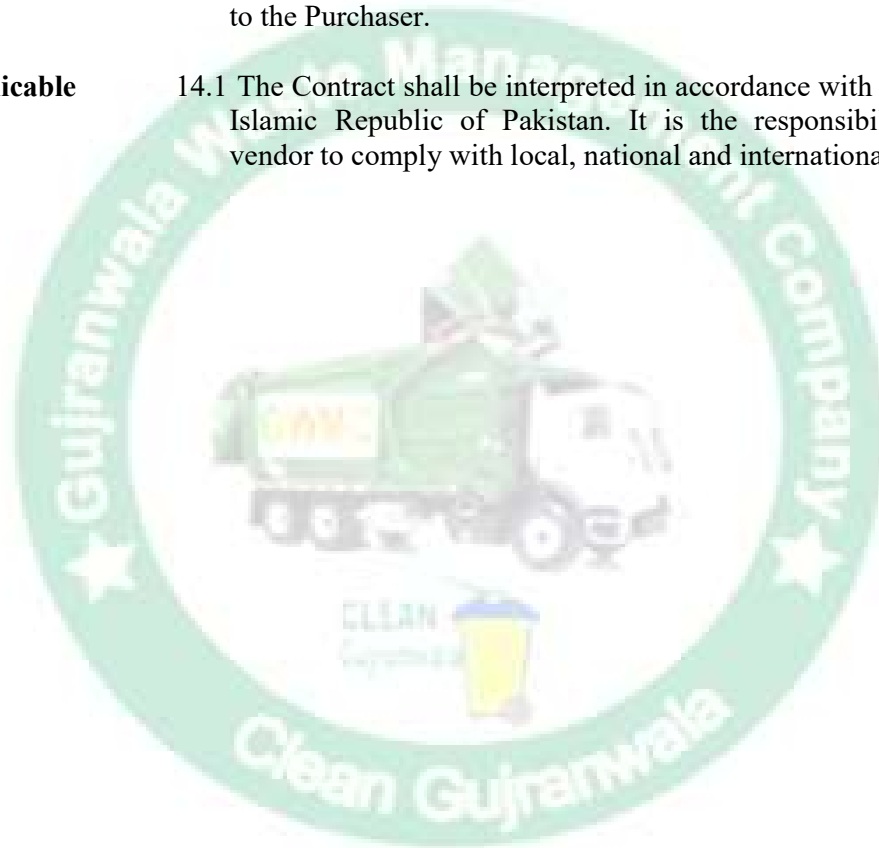 to the Purchaser.
icable 14.1 The Contract shall be interpreted in accordance with
Islamic Republic of Pakistan. It is the responsibi
vendor to comply with local, national and internationa
Gujranwala Waste Management Company
CLEAN
Clean Gujranwala